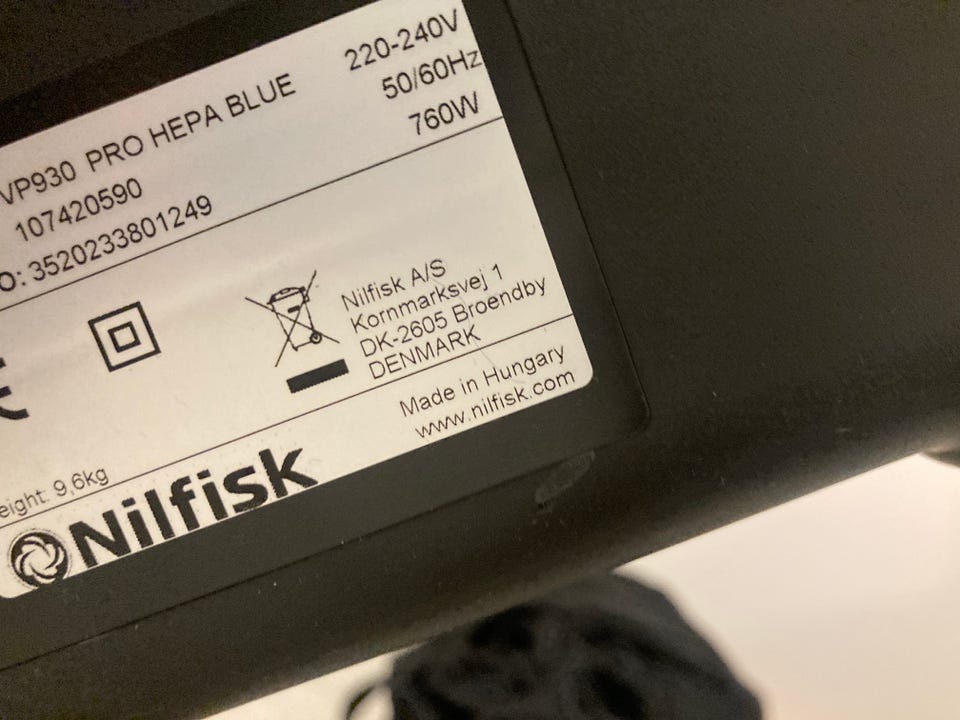 VP930 PRO HEPA BLUE
220-240V
50/60Hz
760W
107420590
O: 3520233801249
CE
Nilfisk A/S
Kornmarksvej 1
DK-2605 Broendby
DENMARK
Made in Hungary
www.nilfisk.com
eight: 9,6kg
Nilfisk